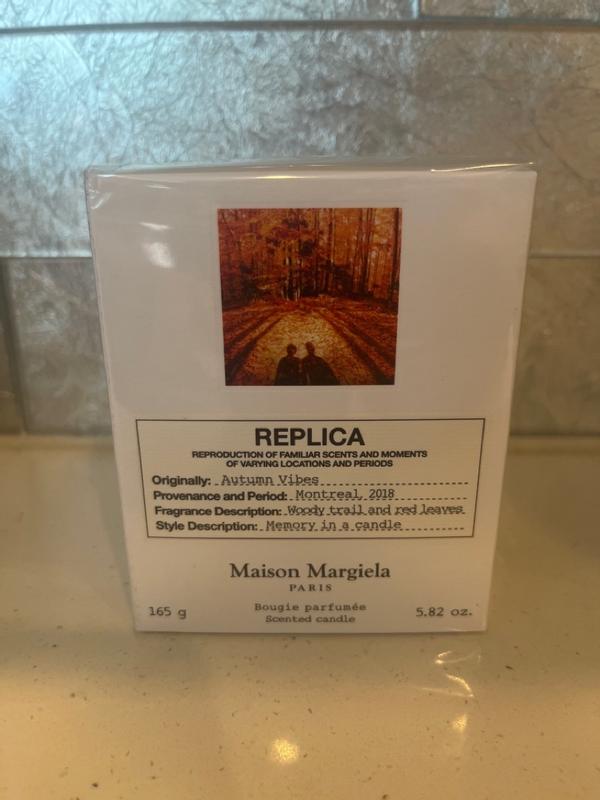 REPLICA
REPRODUCTION OF FAMILIAR SCENTS AND MOMENTS
OF VARYING LOCATIONS AND PERIODS
Originally: Autumn Vibes
Provenance and Period: Montreal, 2018
Fragrance Description: Woody trail and red leaves
Style Description: Memory in a candle
Maison Margiela
PARIS
165 g
Bougie parfumée
Scented candle
5.82 oz.